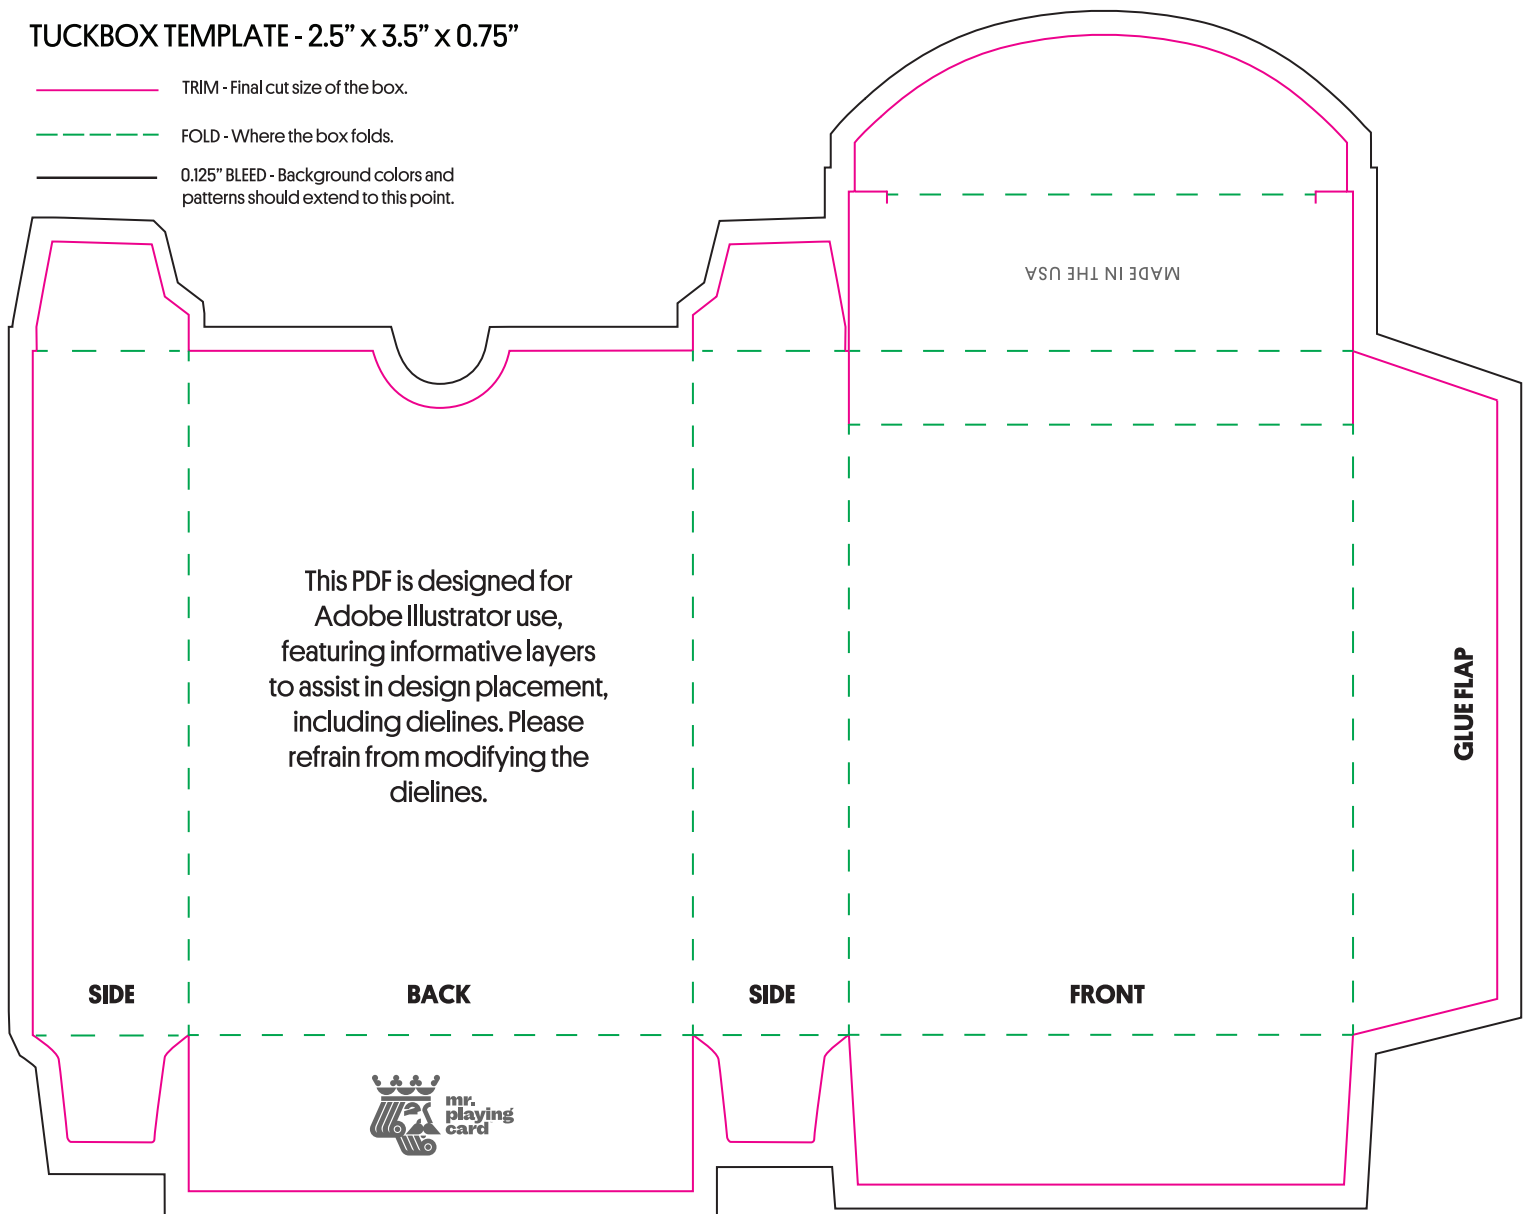 TUCKBOX TEMPLATE - 2.5” x 3.5” x 0.75”
TRIM - Final cut size of the box.
FOLD - Where the box folds.
0.125” BLEED - Background colors and
patterns should extend to this point.
MADE IN THE USA
This PDF is designed for
Adobe Illustrator use,
featuring informative layers
to assist in design placement,
including dielines. Please
refrain from modifying the
dielines.
GLUE FLAP
SIDE
BACK
SIDE
FRONT
mr.
playing
card